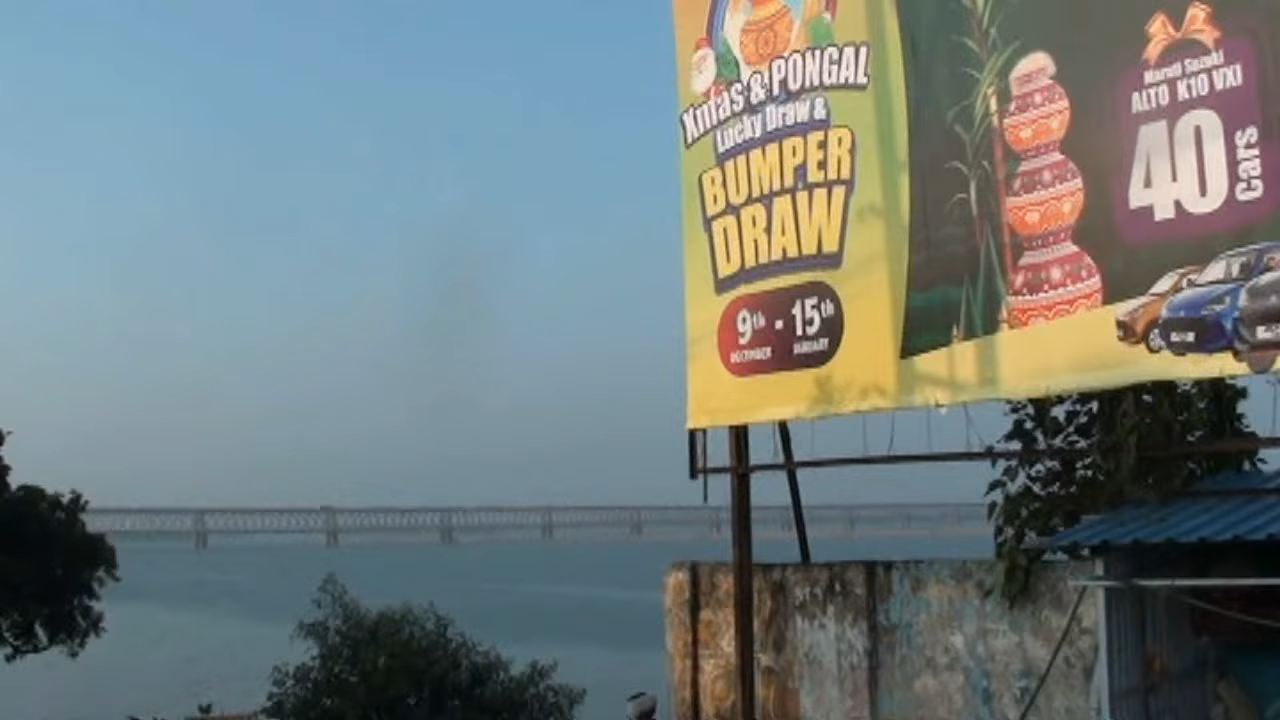 Xmas & PONGAL
Lucky Draw &
BUMPER
DRAW
9th - 15th
DECEMBER JANUARY
Maruti Suzuki
ALTO K10 VXI
40
Cars